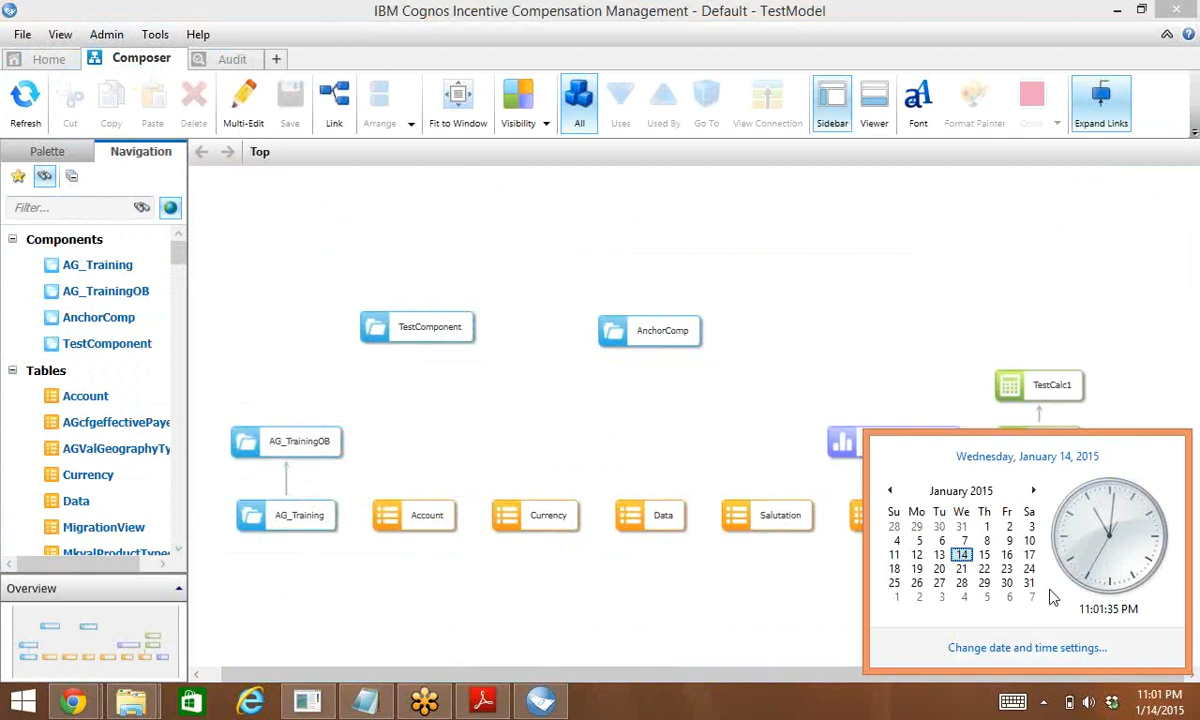 IBM Cognos Incentive Compensation Management - Default - TestModel
File View Admin Tools Help
Home Composer Audit +
Refresh Cut Copy Paste Delete Multi-Edit Save Link Arrange Fit to Window Visibility All Uses Used By Go To View Connection Sidebar Viewer Font Format Painter Expand Links
Palette Navigation Top
Filter...
Components
AG_Training
AG_TrainingOB
AnchorComp
TestComponent
Tables
Account
AGcfgeffectivePaye
AGValGeographyTy
Currency
Data
MigrationView
MkvalProductTypes
Overview
TestComponent AnchorComp
TestCalc1
AG_TrainingOB
AG_Training Account Currency Data Salutation
Wednesday, January 14, 2015
January 2015
Su Mo Tu We Th Fr Sa
28 29 30 31 1 2 3
4 5 6 7 8 9 10
11 12 13 14 15 16 17
18 19 20 21 22 23 24
25 26 27 28 29 30 31
1 2 3 4 5 6 7
11:01:35 PM
Change date and time settings...
11:01 PM
1/14/2015